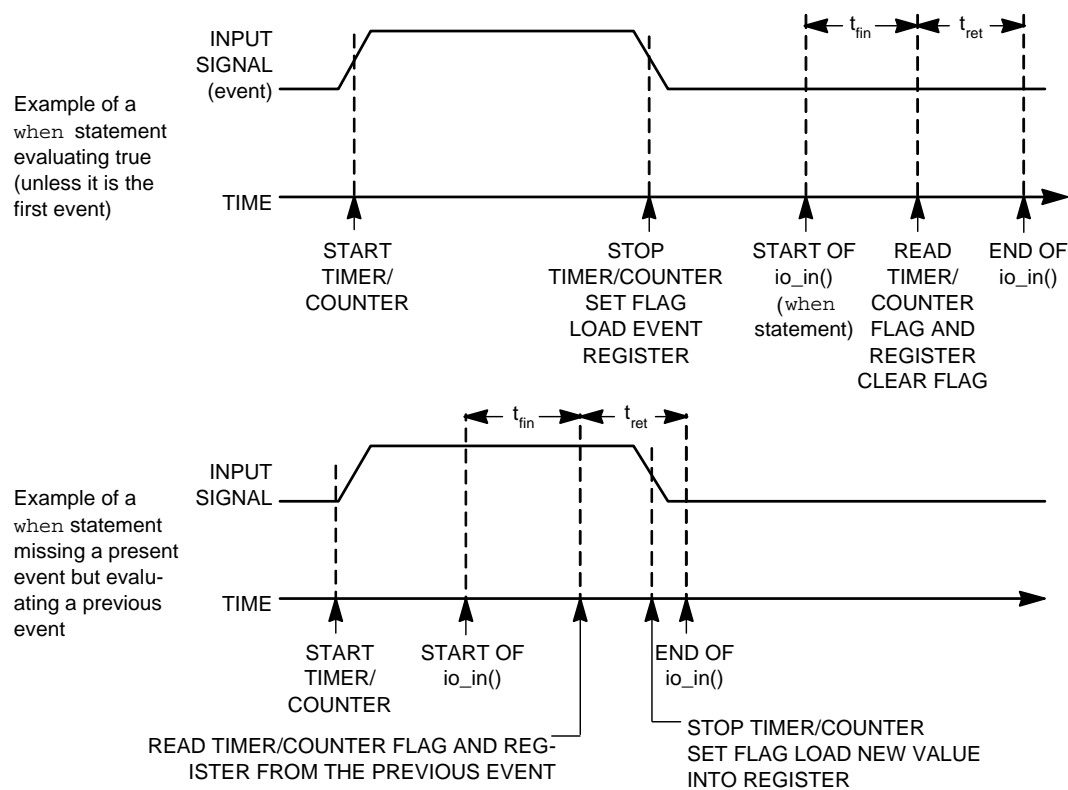 INPUT
SIGNAL
(event)
t_fin
t_ret
Example of a
when statement
evaluating true
(unless it is the
first event)
TIME
START
TIMER/
COUNTER
STOP
TIMER/COUNTER
SET FLAG
LOAD EVENT
REGISTER
START OF
io_in()
(when
statement)
READ
TIMER/
COUNTER
FLAG AND
REGISTER
CLEAR FLAG
END OF
io_in()
t_fin
t_ret
INPUT
SIGNAL
Example of a
when statement
missing a present
event but evalu-
ating a previous
event
TIME
START
TIMER/
COUNTER
START OF
io_in()
END OF
io_in()
READ TIMER/COUNTER FLAG AND REG-
ISTER FROM THE PREVIOUS EVENT
STOP TIMER/COUNTER
SET FLAG LOAD NEW VALUE
INTO REGISTER